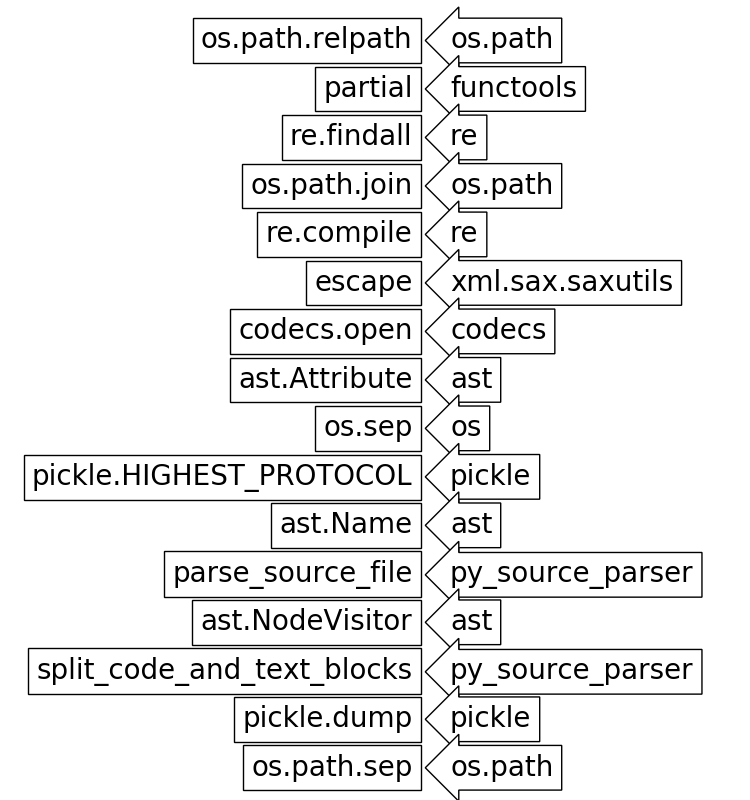 os.path.relpath os.path
partial functools
re.findall re
os.path.join os.path
re.compile re
escape xml.sax.saxutils
codecs.open codecs
ast.Attribute ast
os.sep os
pickle.HIGHEST_PROTOCOL pickle
ast.Name ast
parse_source_file py_source_parser
ast.NodeVisitor ast
split_code_and_text_blocks py_source_parser
pickle.dump pickle
os.path.sep os.path